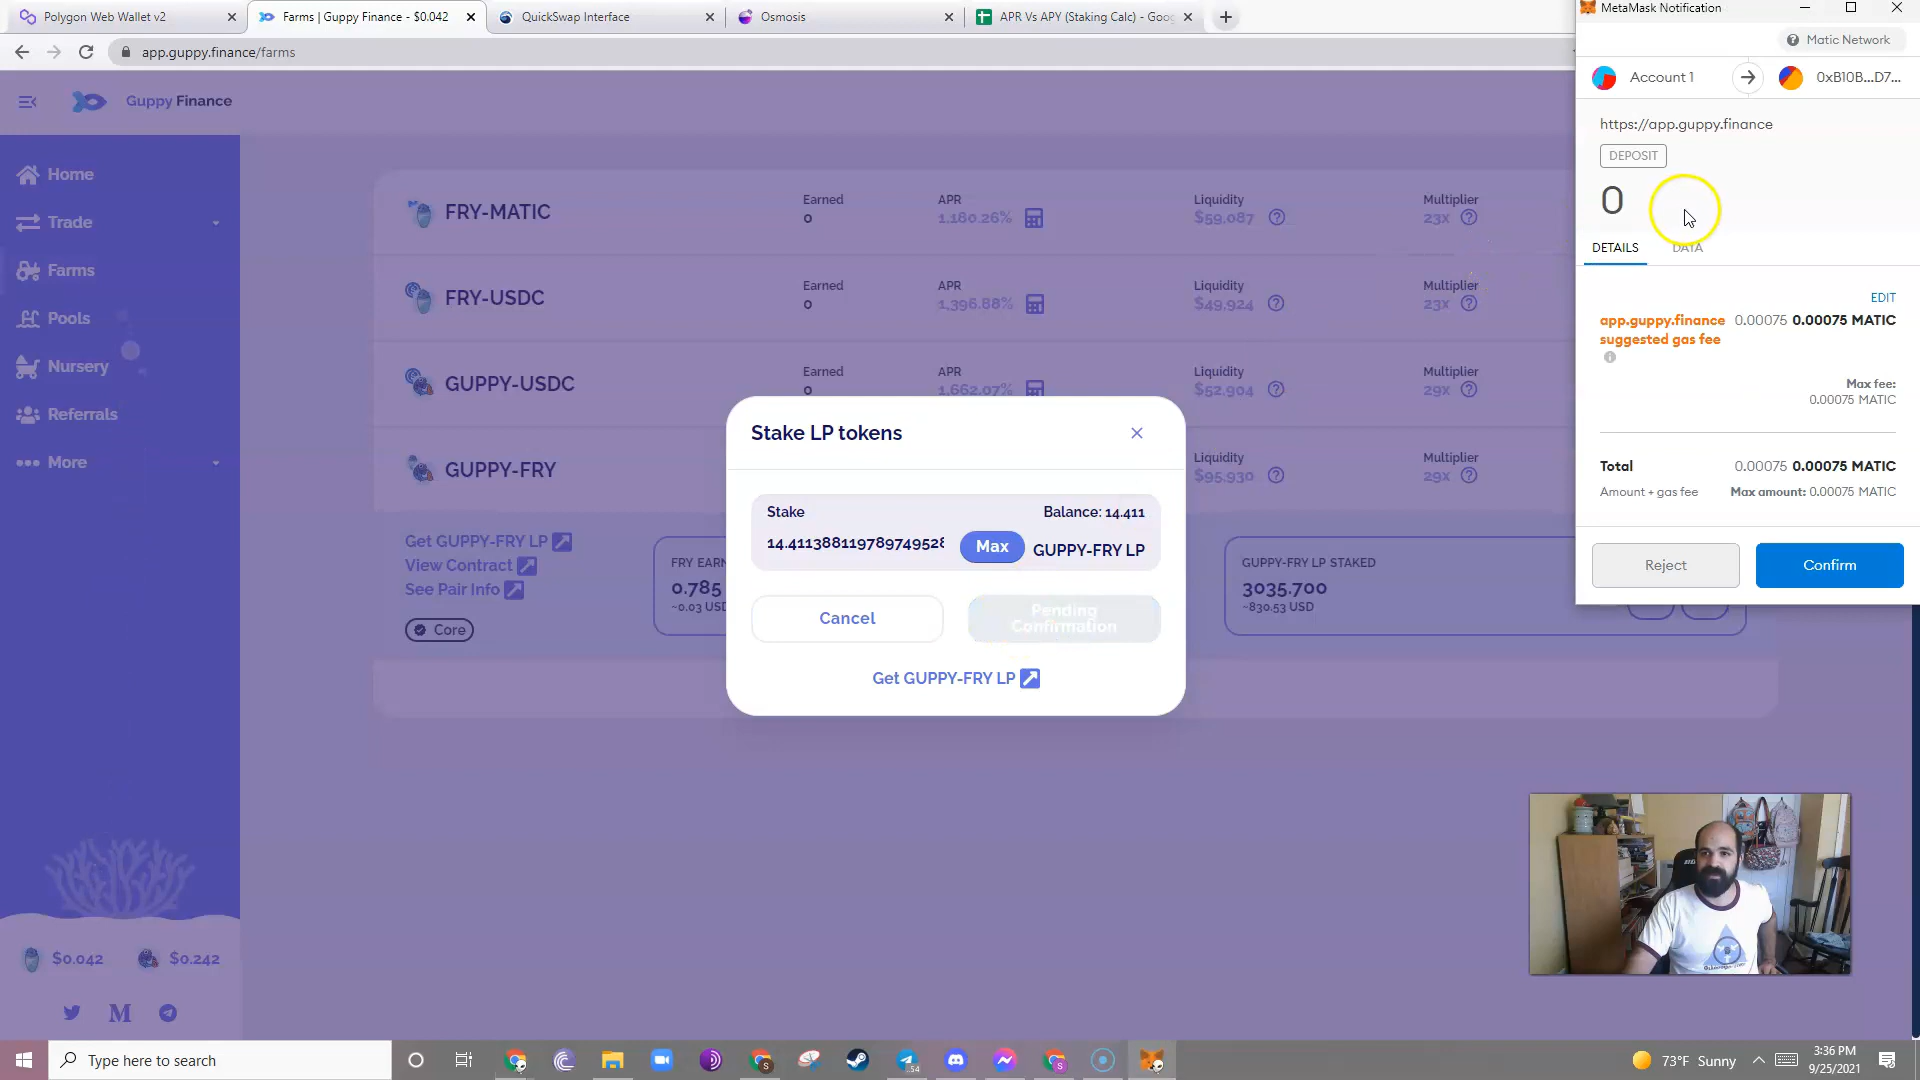 Polygon Web Wallet v2
Farms | Guppy Finance - $0.042
QuickSwap Interface
Osmosis
APR Vs APY (Staking Calc) - Goog
app.guppy.finance/farms
Guppy Finance
Home
Trade
Farms
Pools
Nursery
Referrals
More
$0.042
$0.242
FRY-MATIC
Earned
0
APR
1,180.26%
Liquidity
$59,087
Multiplier
23x
FRY-USDC
Earned
0
APR
1,396.88%
Liquidity
$49,924
Multiplier
23x
GUPPY-USDC
Earned
0
APR
1,662.07%
Liquidity
$52,904
Multiplier
29x
GUPPY-FRY
Liquidity
$95,930
Multiplier
29x
Get GUPPY-FRY LP
View Contract
See Pair Info
Core
FRY EARN
0.785
~0.03 USD
GUPPY-FRY LP STAKED
3035.700
~830.53 USD
Stake LP tokens
Stake
Balance: 14.411
14.411388119789749528
Max
GUPPY-FRY LP
Cancel
Pending
Confirmation
Get GUPPY-FRY LP
MetaMask Notification
Matic Network
Account 1
0xB10B...D7...
https://app.guppy.finance
DEPOSIT
0
DETAILS
DATA
EDIT
app.guppy.finance
suggested gas fee
0.00075 0.00075 MATIC
Max fee:
0.00075 MATIC
Total
0.00075 0.00075 MATIC
Amount + gas fee
Max amount: 0.00075 MATIC
Reject
Confirm
Type here to search
73°F Sunny
3:36 PM
9/25/2021